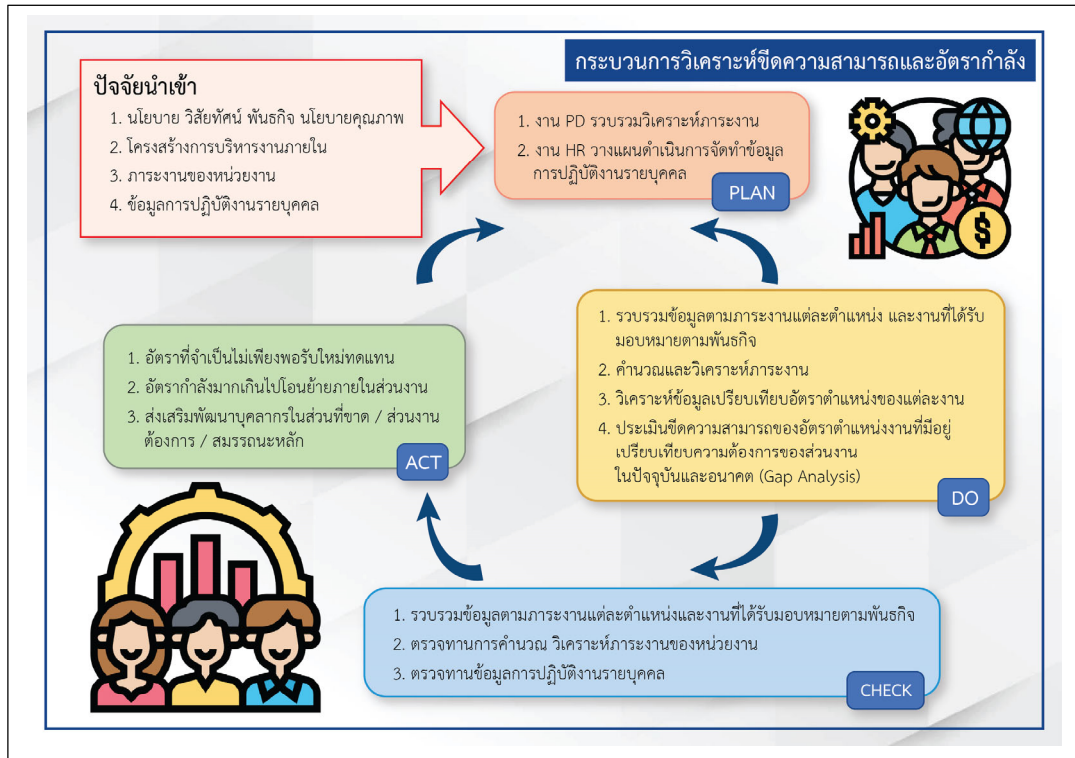 กระบวนการวิเคราะห์ขีดความสามารถและอัตรากำลัง
ปัจจัยนำเข้า
1. นโยบาย วิสัยทัศน์ พันธกิจ นโยบายคุณภาพ
2. โครงสร้างการบริหารงานภายใน
3. ภาระงานของหน่วยงาน
4. ข้อมูลการปฏิบัติงานรายบุคคล
1. งาน PD รวบรวมวิเคราะห์ภาระงาน
2. งาน HR วางแผนดำเนินการจัดทำข้อมูล
การปฏิบัติงานรายบุคคล
PLAN
1. รวบรวมข้อมูลตามภาระงานแต่ละตำแหน่ง และงานที่ได้รับ
มอบหมายตามพันธกิจ
2. คำนวณและวิเคราะห์ภาระงาน
3. วิเคราะห์ข้อมูลเปรียบเทียบอัตราตำแหน่งของแต่ละงาน
4. ประเมินขีดความสามารถของอัตราตำแหน่งงานที่มีอยู่
เปรียบเทียบความต้องการของส่วนงาน
ในปัจจุบันและอนาคต (Gap Analysis)
DO
1. รวบรวมข้อมูลตามภาระงานแต่ละตำแหน่งและงานที่ได้รับมอบหมายตามพันธกิจ
2. ตรวจทานการคำนวณ วิเคราะห์ภาระงานของหน่วยงาน
3. ตรวจทานข้อมูลการปฏิบัติงานรายบุคคล
CHECK
1. อัตราที่จำเป็นไม่เพียงพอรับใหม่ทดแทน
2. อัตรากำลังมากเกินไปโอนย้ายภายในส่วนงาน
3. ส่งเสริมพัฒนาบุคลากรในส่วนที่ขาด / ส่วนงาน
ต้องการ / สมรรถนะหลัก
ACT
$